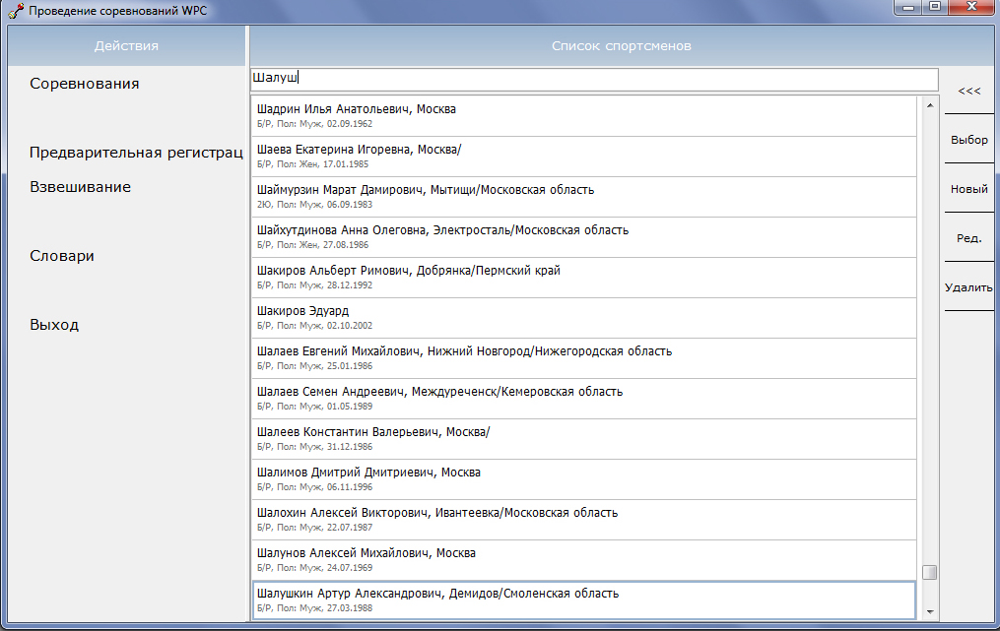 Проведение соревнований WPC
Действия
Список спортсменов
Соревнования
Предварительная регистрац
Взвешивание
Словари
Выход
Шалуш
Шадрин Илья Анатольевич, Москва
Б/Р, Пол: Муж, 02.09.1962
Шаева Екатерина Игоревна, Москва/
Б/Р, Пол: Жен, 17.01.1985
Шаймурзин Марат Дамирович, Мытищи/Московская область
2Ю, Пол: Муж, 06.09.1983
Шайхутдинова Анна Олеговна, Электросталь/Московская область
Б/Р, Пол: Жен, 27.08.1986
Шакиров Альберт Римович, Добрянка/Пермский край
Б/Р, Пол: Муж, 28.12.1992
Шакиров Эдуард
Б/Р, Пол: Муж, 02.10.2002
Шалаев Евгений Михайлович, Нижний Новгород/Нижегородская область
Б/Р, Пол: Муж, 25.01.1986
Шалаев Семен Андреевич, Междуреченск/Кемеровская область
Б/Р, Пол: Муж, 01.05.1989
Шалеев Константин Валерьевич, Москва/
Б/Р, Пол: Муж, 31.12.1986
Шалимов Дмитрий Дмитриевич, Москва
Б/Р, Пол: Муж, 06.11.1996
Шалохин Алексей Викторович, Ивантеевка/Московская область
Б/Р, Пол: Муж, 22.07.1987
Шалунов Алексей Михайлович, Москва
Б/Р, Пол: Муж, 24.07.1969
Шалушкин Артур Александрович, Демидов/Смоленская область
Б/Р, Пол: Муж, 27.03.1988
<<<
Выбор
Новый
Ред.
Удалить